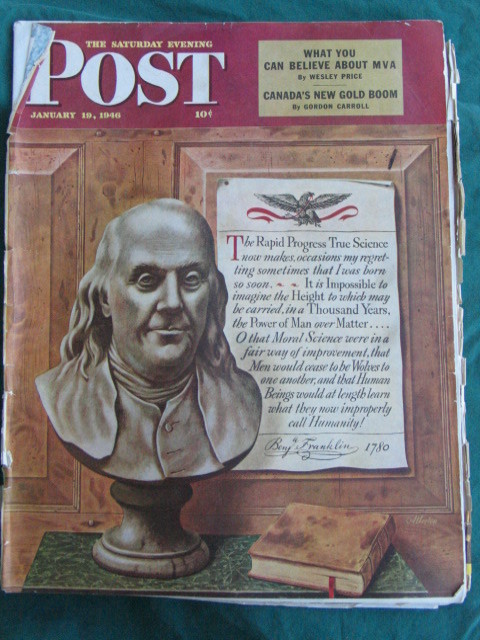 THE SATURDAY EVENING
POST
JANUARY 19, 1946 10¢
WHAT YOU
CAN BELIEVE ABOUT MVA
By WESLEY PRICE
CANADA'S NEW GOLD BOOM
By GORDON CARROLL
The Rapid Progress True Science
now makes, occasions my regret-
ting sometimes that I was born
so soon. It is Impossible to
imagine the Height to which may
be carried, in a Thousand Years,
the Power of Man over Matter....
O that Moral Science were in a
fair way of improvement, that
Men would cease to be Wolves to
one another, and that Human
Beings would at length learn
what they now improperly
call Humanity!
Benj. Franklin 1780